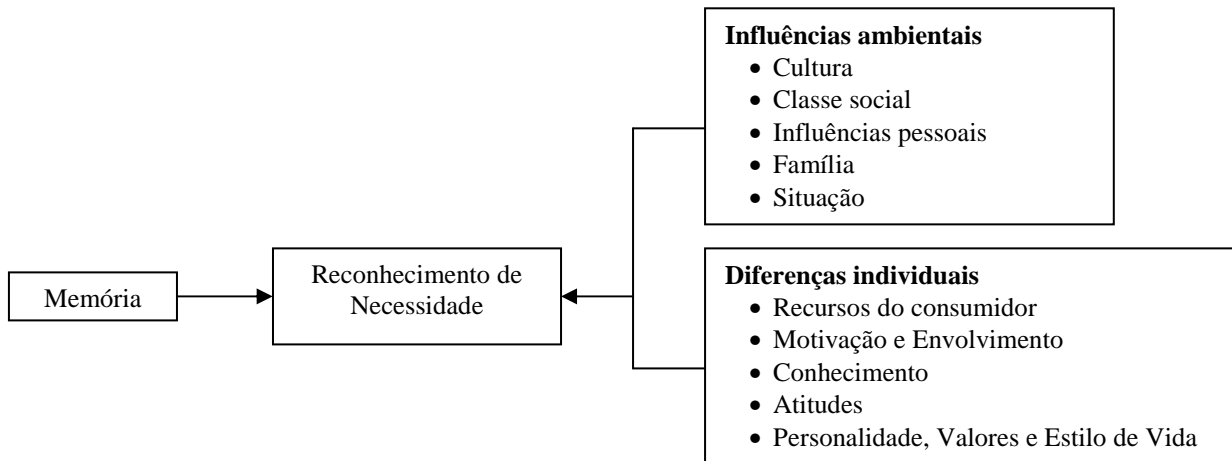 Influências ambientais
• Cultura
• Classe social
• Influências pessoais
• Família
• Situação
Memória
Reconhecimento de
Necessidade
Diferenças individuais
• Recursos do consumidor
• Motivação e Envolvimento
• Conhecimento
• Atitudes
• Personalidade, Valores e Estilo de Vida